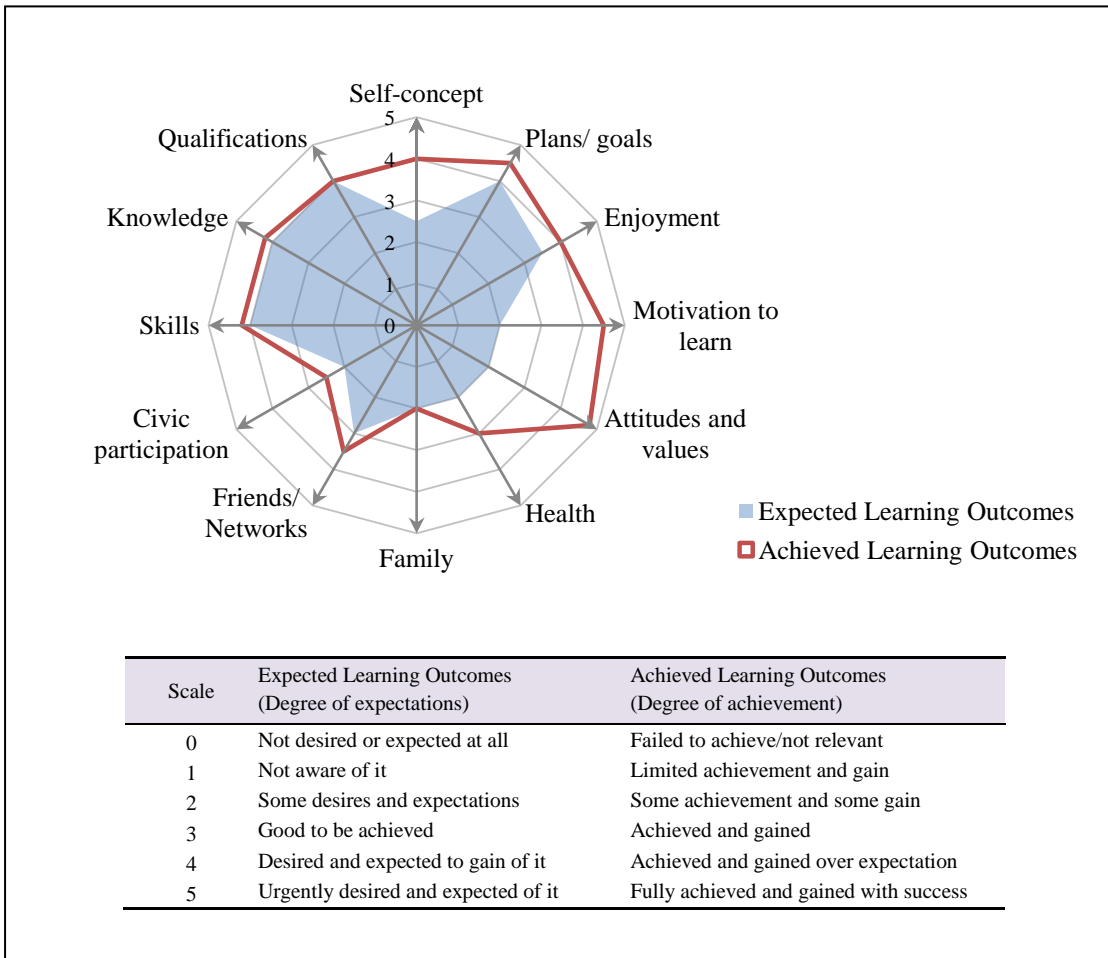 Self-concept
5
Qualifications
Plans/ goals
4
Knowledge
3
Enjoyment
2
1
Skills
0
Motivation to
learn
Civic
participation
Attitudes and
values
Friends/
Networks
Health
Family
Expected Learning Outcomes
Achieved Learning Outcomes
Scale
Expected Learning Outcomes
(Degree of expectations)
Achieved Learning Outcomes
(Degree of achievement)
0 Not desired or expected at all Failed to achieve/not relevant
1 Not aware of it Limited achievement and gain
2 Some desires and expectations Some achievement and some gain
3 Good to be achieved Achieved and gained
4 Desired and expected to gain of it Achieved and gained over expectation
5 Urgently desired and expected of it Fully achieved and gained with success